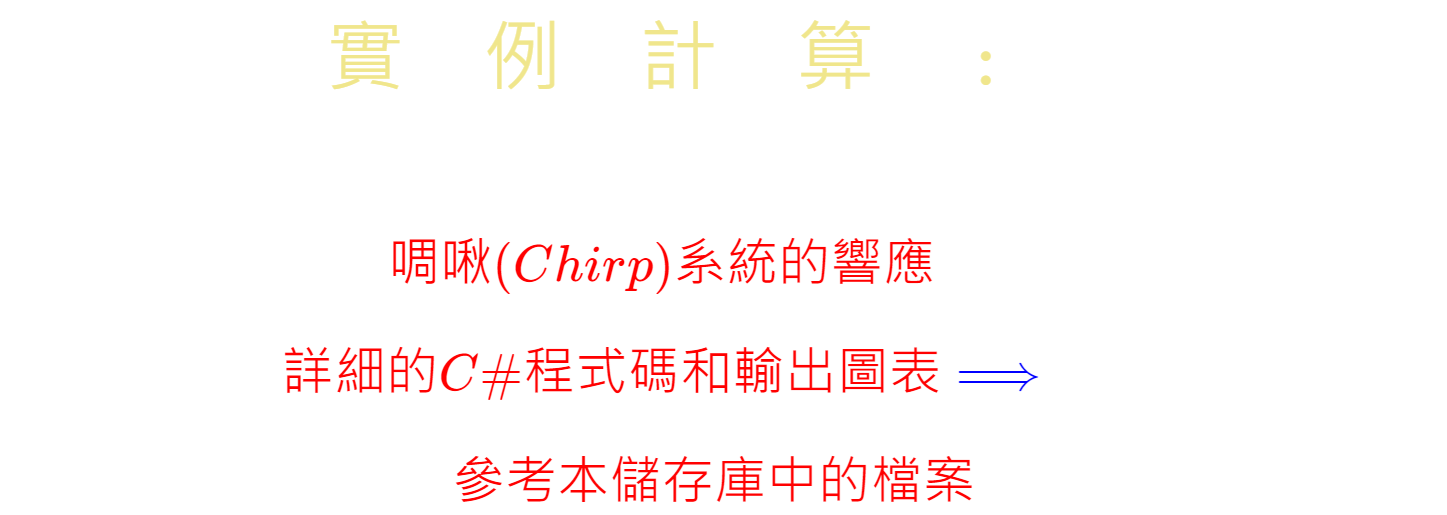 實 例 計 算 :
啁啾(Chirp)系統的響應
詳細的C#程式碼和輸出圖表 ⟹
參考本儲存庫中的檔案